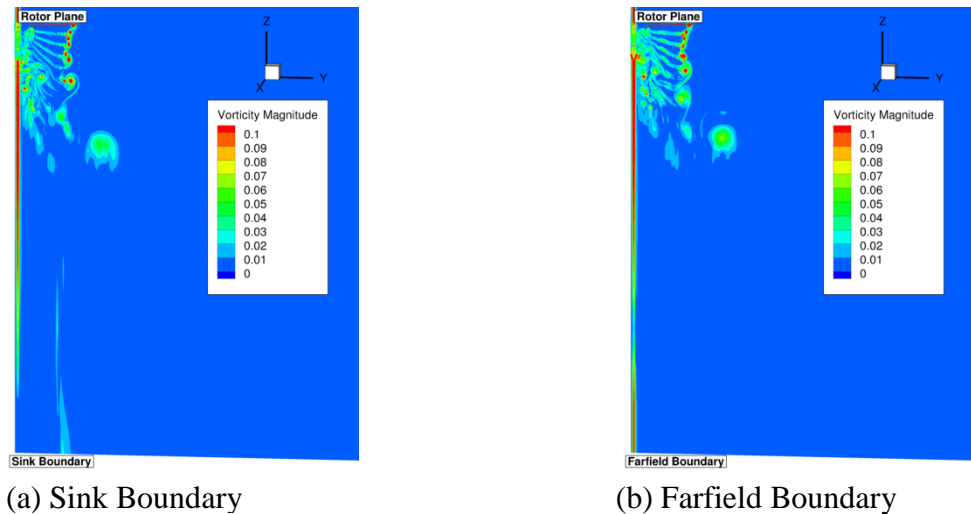 Rotor Plane
Z
Y
X
Vorticity Magnitude
0.1
0.09
0.08
0.07
0.06
0.05
0.04
0.03
0.02
0.01
0
Sink Boundary
(a) Sink Boundary
Rotor Plane
Z
Y
X
Vorticity Magnitude
0.1
0.09
0.08
0.07
0.06
0.05
0.04
0.03
0.02
0.01
0
Farfield Boundary
(b) Farfield Boundary